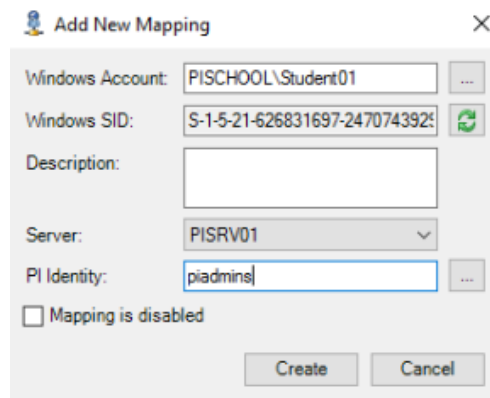 Add New Mapping
Windows Account: PISCHOOL\Student01 ...
Windows SID: S-1-5-21-626831697-2470743929
Description:
Server: PISRV01
PI Identity: piadmins ...
Mapping is disabled
Create Cancel